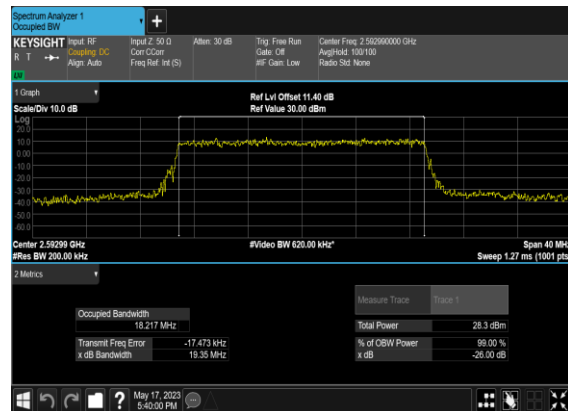 Spectrum Analyzer 1
Occupied BW
+
KEYSIGHT
R T
LW
Input: RF
Coupling: DC
Align: Auto
Input Z: 50 Ω
Corr CCorr
Freq Ref: Int (S)
Atten: 30 dB
Trig: Free Run
Gate: Off
#IF Gain: Low
Center Freq: 2.592990000 GHz
Avg|Hold: 100/100
Radio Std: None
1 Graph
Scale/Div 10.0 dB
Ref Lvl Offset 11.40 dB
Ref Value 30.00 dBm
Log
20.0
10.0
0.00
-10.0
-20.0
-30.0
-40.0
-50.0
-60.0
Center 2.59299 GHz
#Video BW 620.00 kHz*
Span 40 MHz
#Res BW 200.00 kHz
Sweep 1.27 ms (1001 pts
2 Metrics
Measure Trace Trace 1
Occupied Bandwidth
18.217 MHz
Total Power 28.3 dBm
Transmit Freq Error -17.473 kHz
% of OBW Power 99.00 %
x dB Bandwidth 19.35 MHz
x dB -26.00 dB
?
May 17, 2023
5:40:00 PM